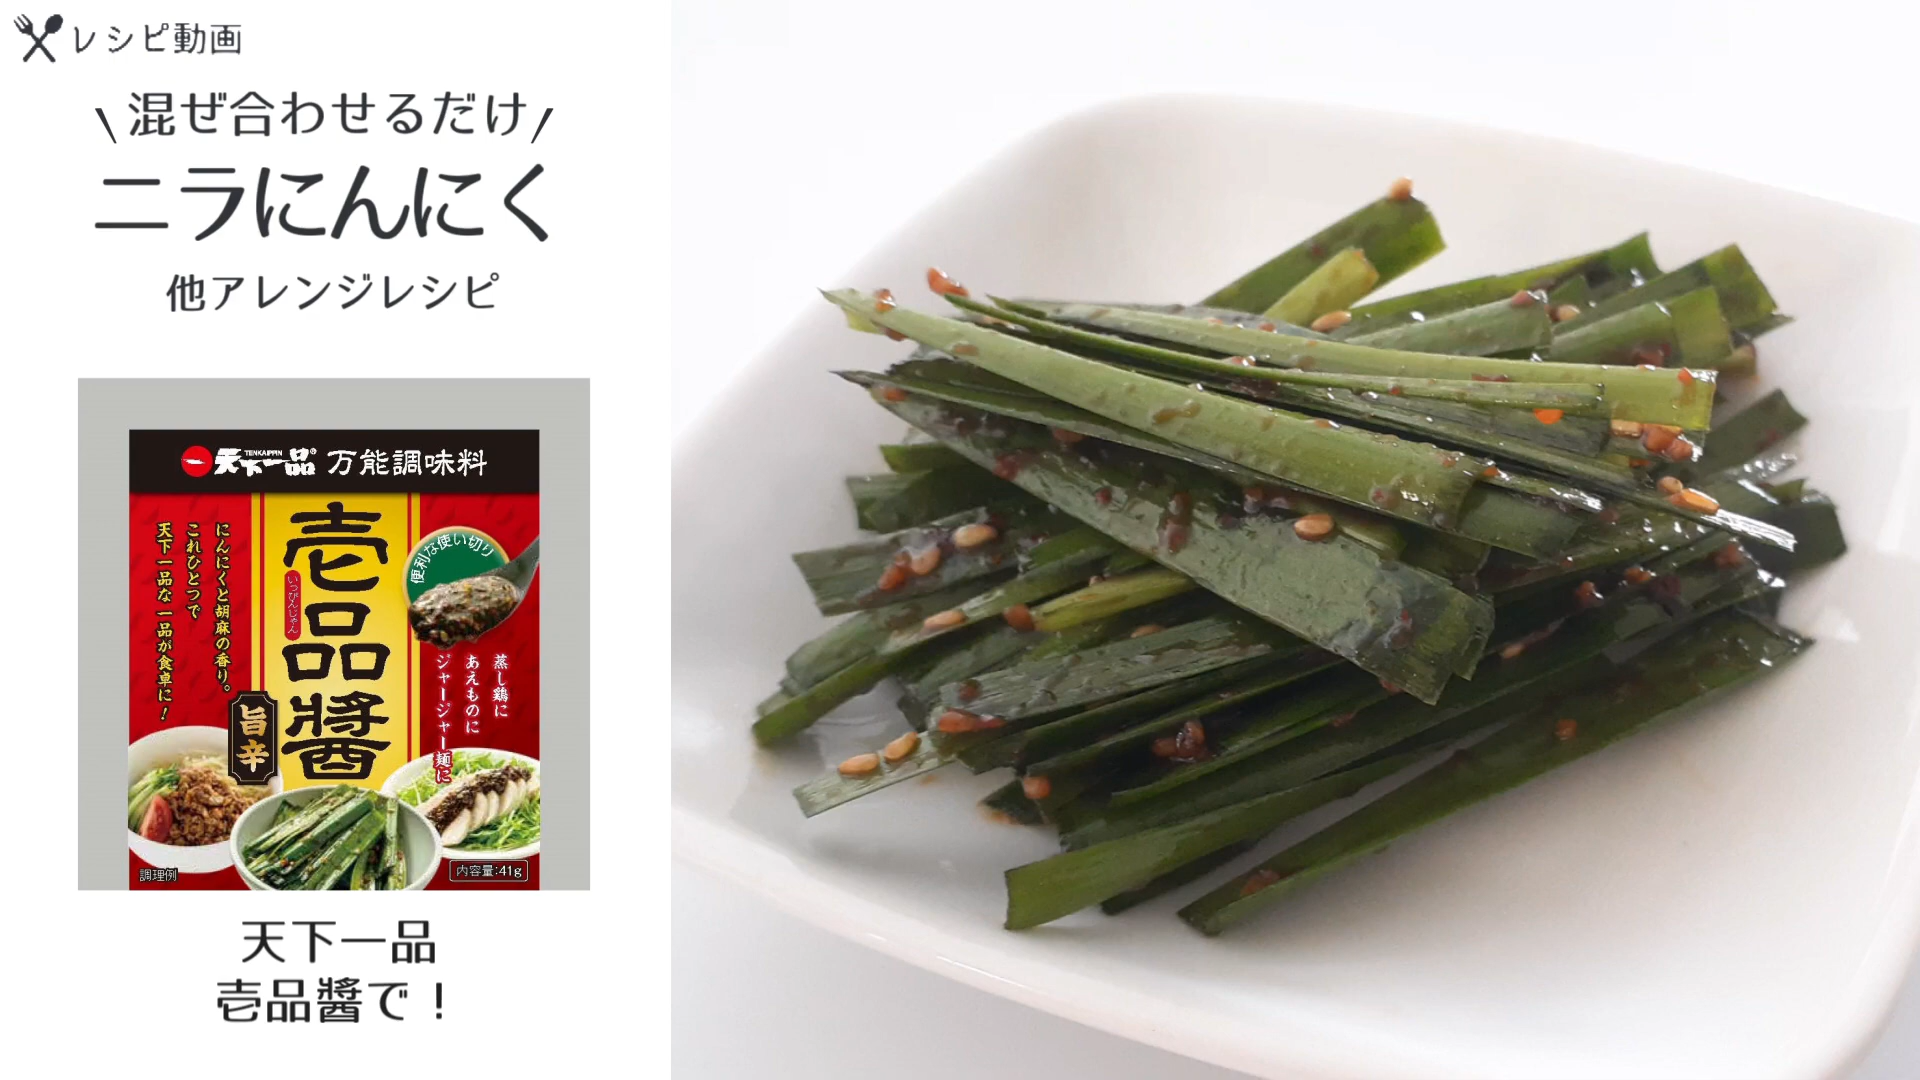 レシピ動画
\ 混ぜ合わせるだけ /
ニラにんにく
他アレンジレシピ
天下一品 TENKAIPPIN ® 万能調味料
壱品醤
いっぴんじゃん
旨辛
便利な使い切り
にんにくと胡麻の香り。
これひとつで
天下一品な一品が食卓に！
蒸し鶏に
あえものに
ジャージャー麺に
調理例
内容量:41g
天下一品
壱品醤で！